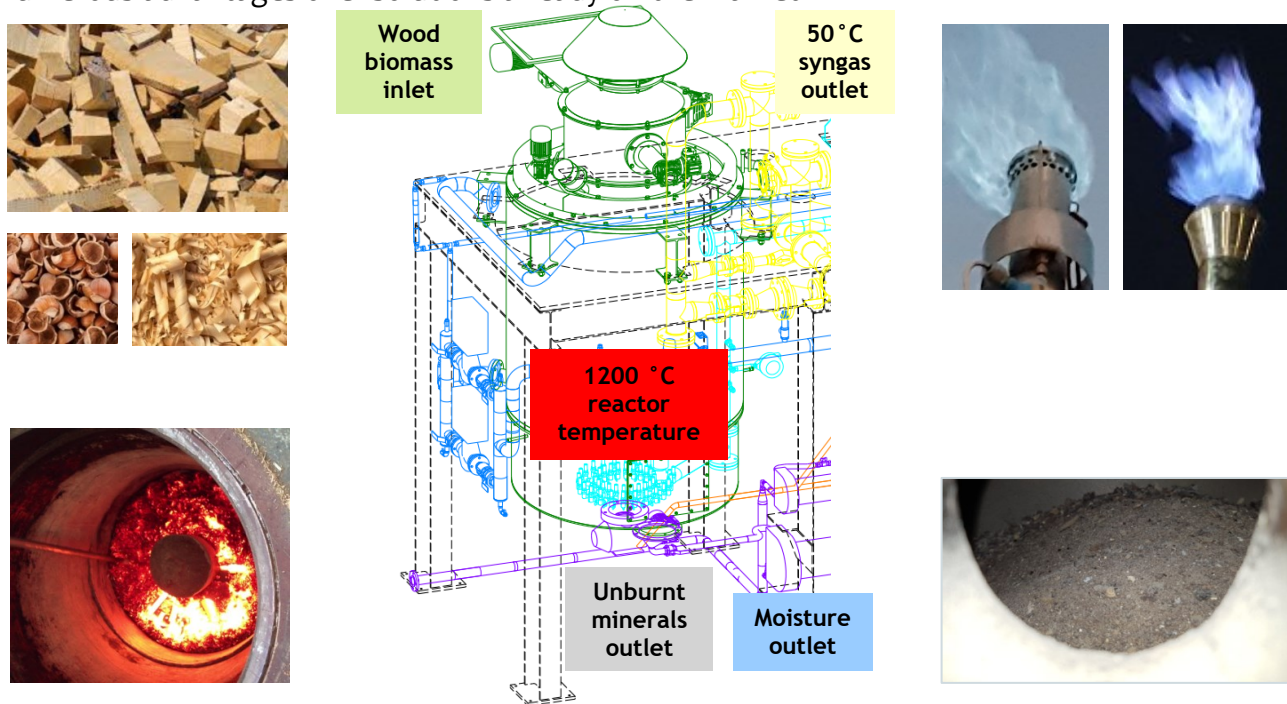 Wood
biomass
inlet
50°C
syngas
outlet
1200 °C
reactor
temperature
Unburnt
minerals
outlet
Moisture
outlet